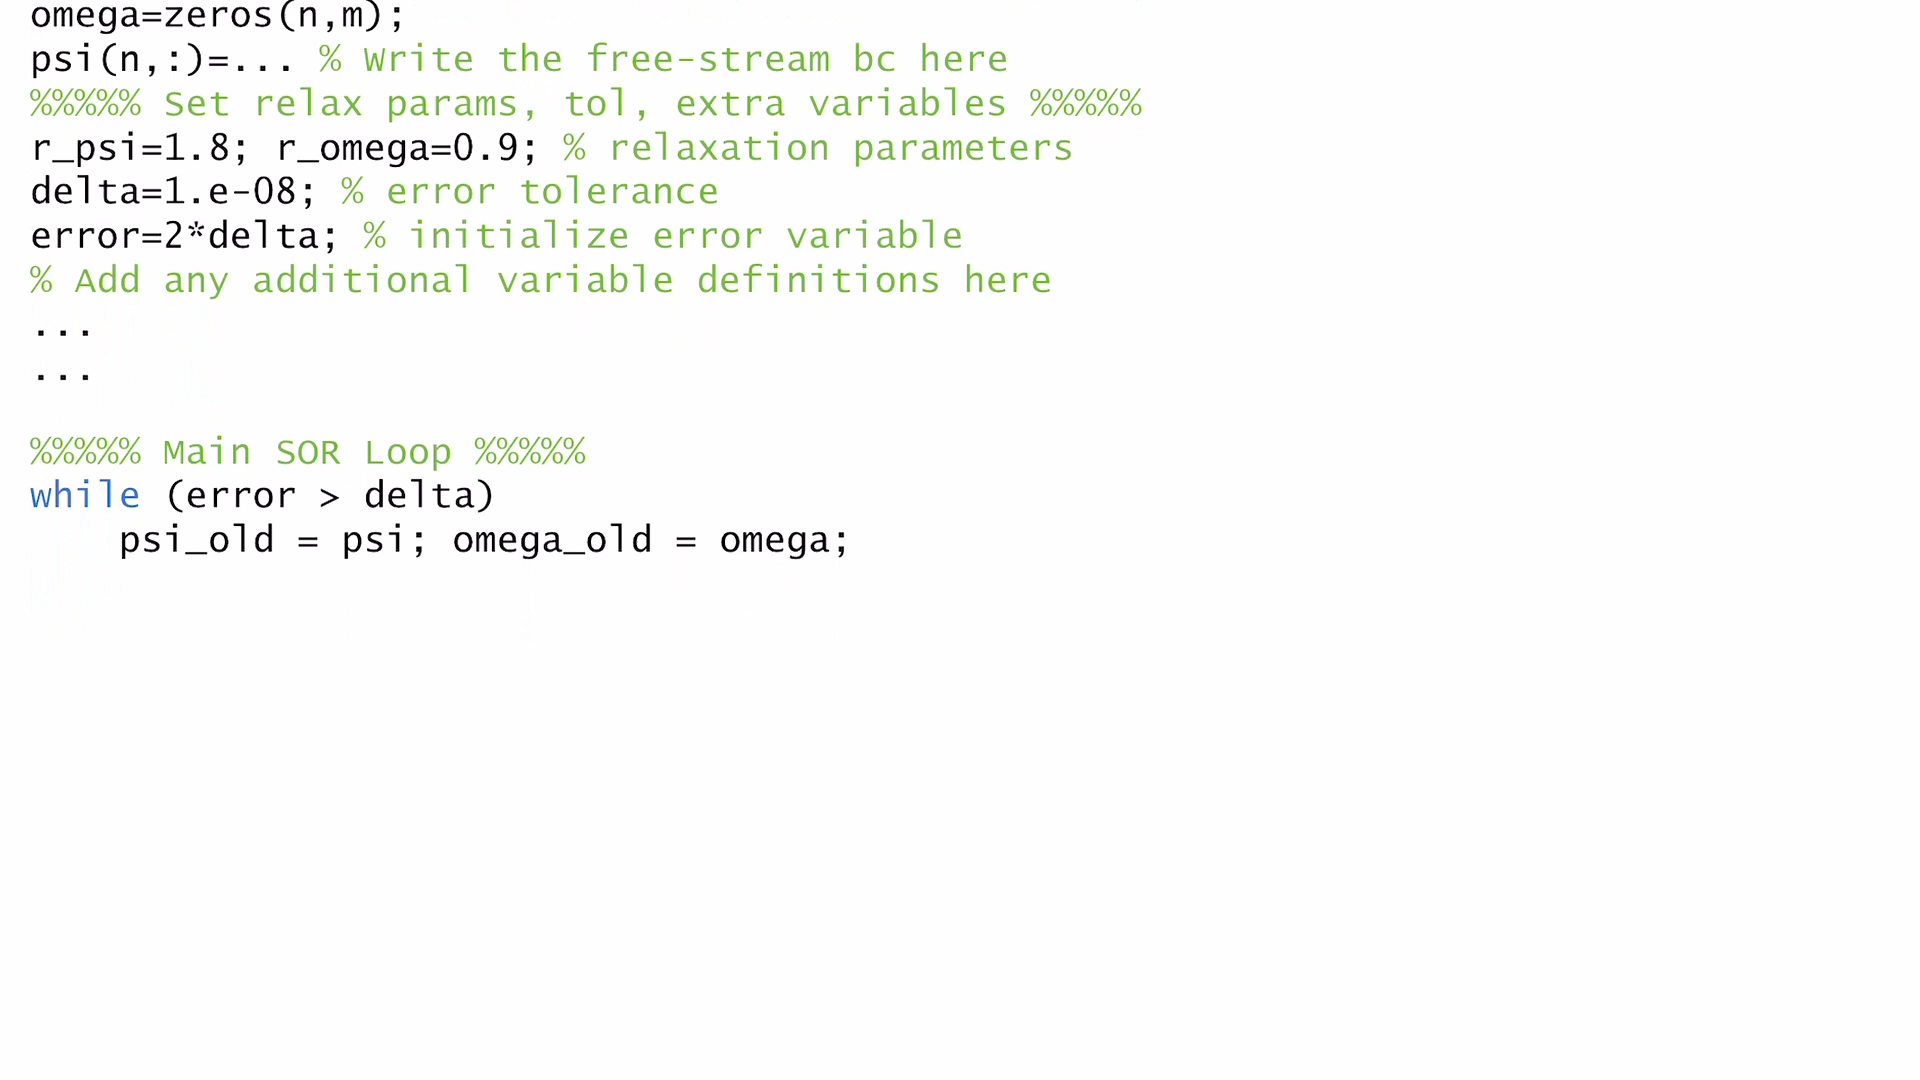 omega=zeros(n,m);
psi(n,:)=... % Write the free-stream bc here
%%%%% Set relax params, tol, extra variables %%%%%
r_psi=1.8; r_omega=0.9; % relaxation parameters
delta=1.e-08; % error tolerance
error=2*delta; % initialize error variable
% Add any additional variable definitions here
...
...
%%%%% Main SOR Loop %%%%%
while (error > delta)
    psi_old = psi; omega_old = omega;